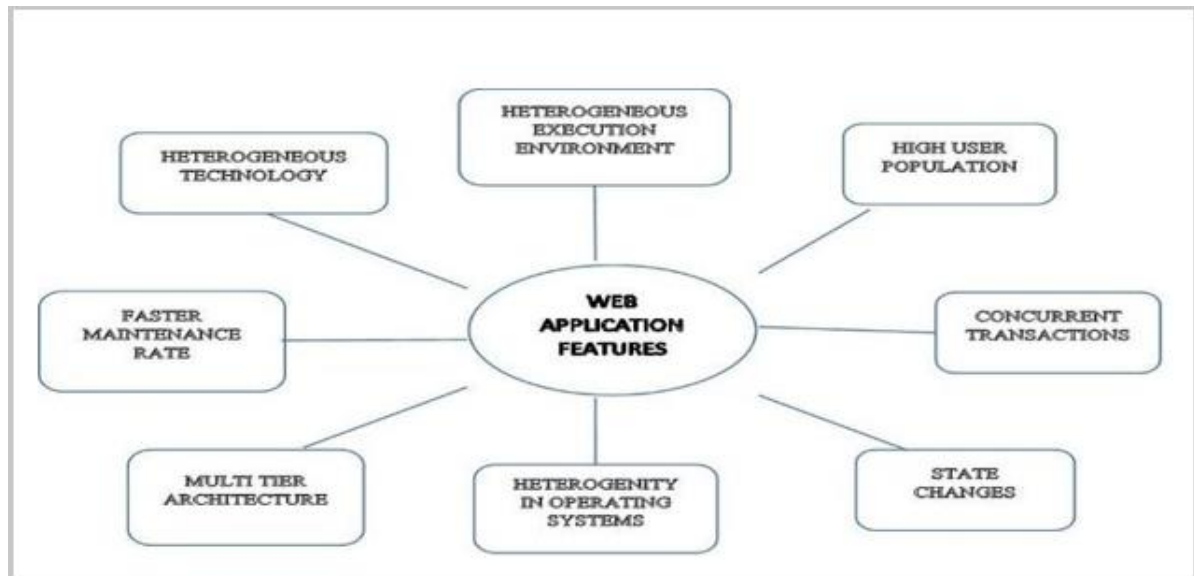 HETEROGENEOUS
EXECUTION
ENVIRONMENT
HETEROGENEOUS
TECHNOLOGY
HIGH USER
POPULATION
FASTER
MAINTENANCE
RATE
WEB
APPLICATION
FEATURES
CONCURRENT
TRANSACTIONS
MULTI TIER
ARCHITECTURE
HETEROGENITY
IN OPERATING
SYSTEMS
STATE
CHANGES